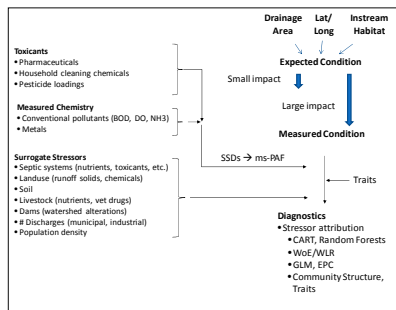 Drainage Area
Lat/ Long
Instream Habitat
Expected Condition
Small impact
Large impact
Measured Condition
Toxicants
• Pharmaceuticals
• Household cleaning chemicals
• Pesticide loadings
Measured Chemistry
• Conventional pollutants (BOD, DO, NH3)
• Metals
Surrogate Stressors
• Septic systems (nutrients, toxicants, etc.)
• Landuse (runoff solids, chemicals)
• Soil
• Livestock (nutrients, vet drugs)
• Dams (watershed alterations)
• # Discharges (municipal, industrial)
• Population density
SSDs → ms-PAF
Traits
Diagnostics
• Stressor attribution
• CART, Random Forests
• WoE/WLR
• GLM, EPC
• Community Structure,
Traits